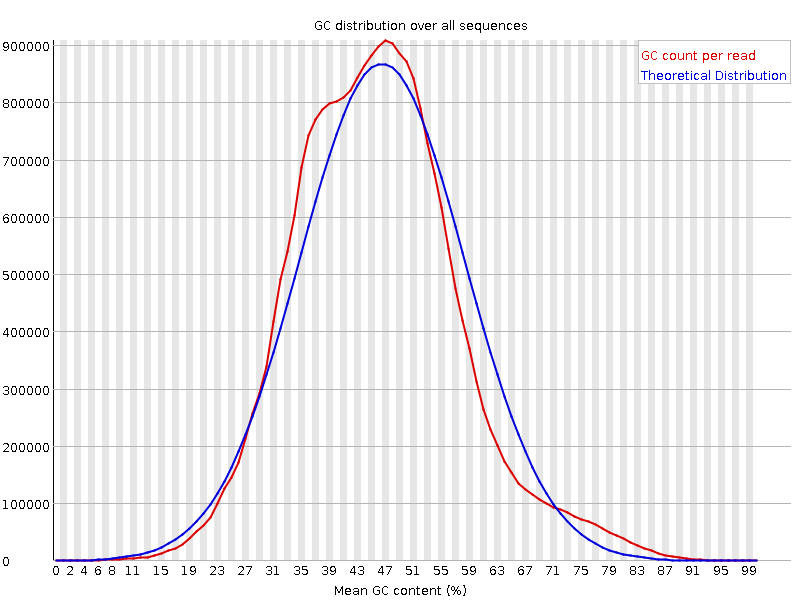 GC distribution over all sequences
GC count per read
Theoretical Distribution
900000
800000
700000
600000
500000
400000
300000
200000
100000
0
0 2 4 6 8 11 15 19 23 27 31 35 39 43 47 51 55 59 63 67 71 75 79 83 87 91 95 99
Mean GC content (%)